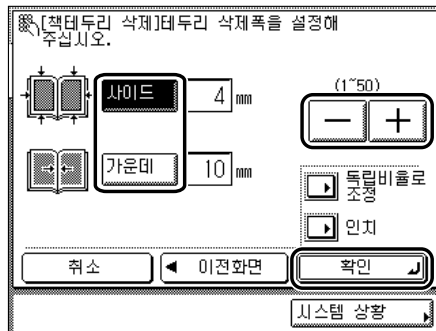 [책테두리 삭제]테두리 삭제폭을 설정해
주십시오.
사이드
4 mm
(1~50)
− +
가운데
10 mm
독립비율로
조정
인치
취소
◀ 이전화면
확인
시스템 상황